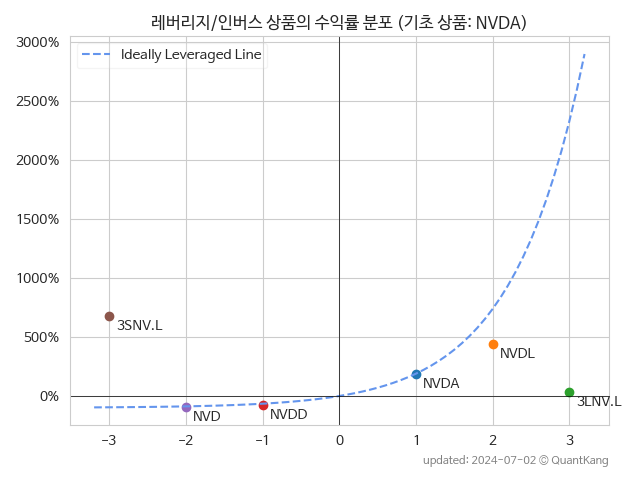 레버리지/인버스 상품의 수익률 분포 (기초 상품: NVDA)
3000%
Ideally Leveraged Line
2500%
2000%
1500%
1000%
3SNV.L
500%
NVDL
NVDA
0%
3LNV.L
NVD
NVDD
−3 −2 −1 0 1 2 3
updated: 2024-07-02 © QuantKang